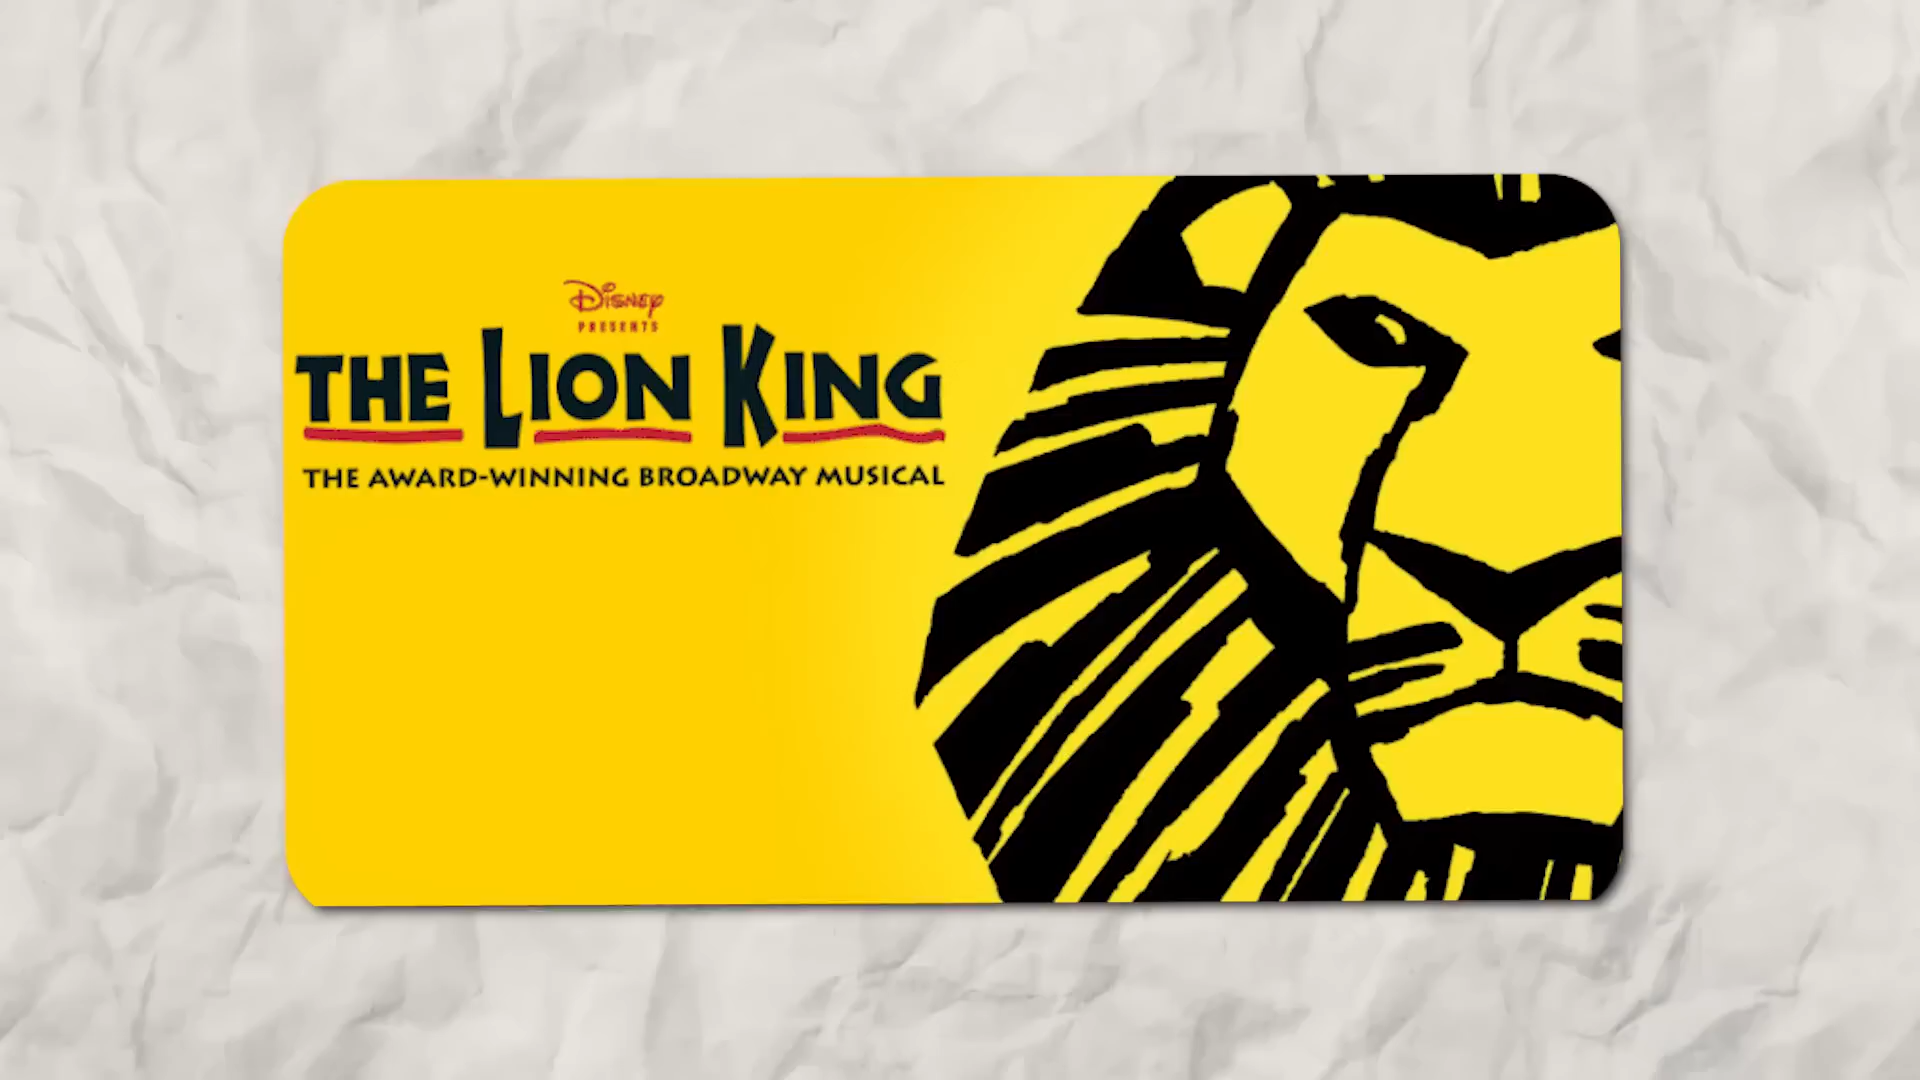 Disney
PRESENTS
THE LION KING
THE AWARD-WINNING BROADWAY MUSICAL